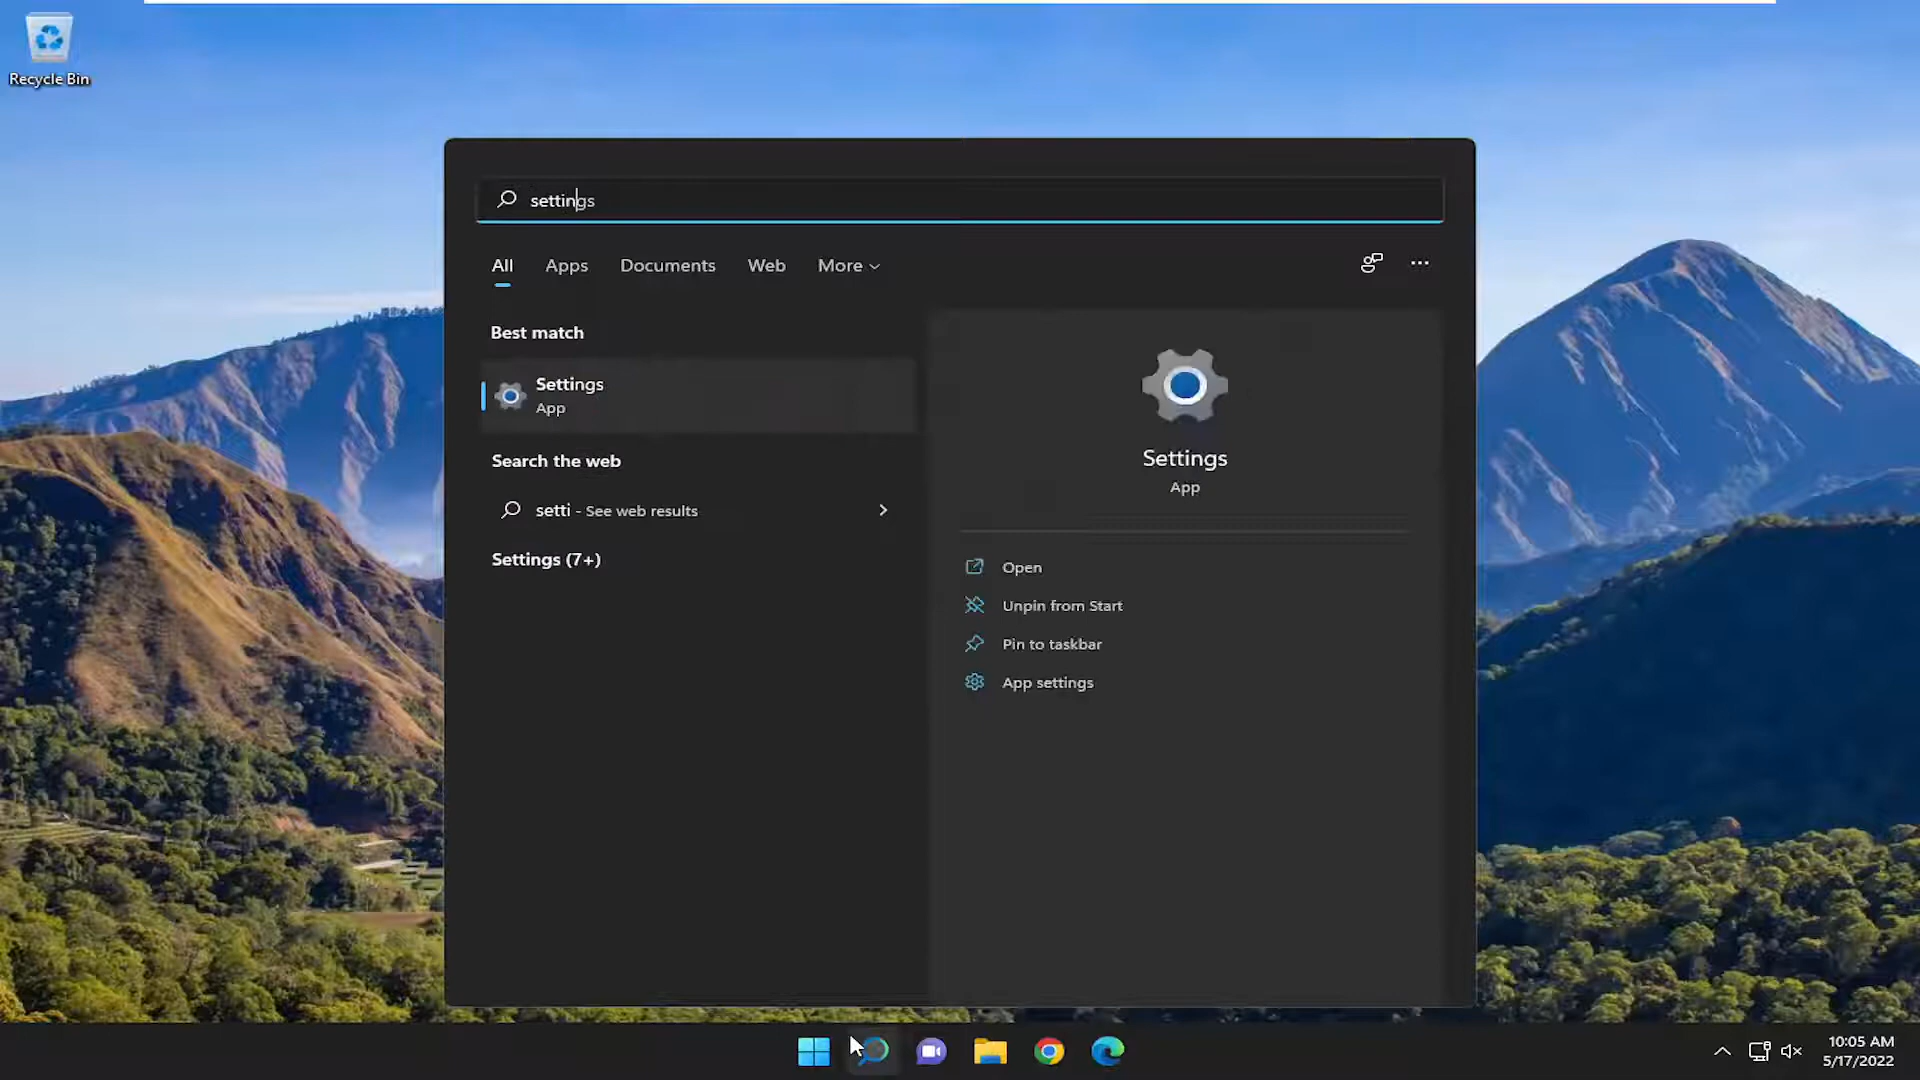 Recycle Bin
settings
All Apps Documents Web More
Best match
Settings
App
Search the web
setti - See web results
Settings (7+)
Settings
App
Open
Unpin from Start
Pin to taskbar
App settings
10:05 AM
5/17/2022